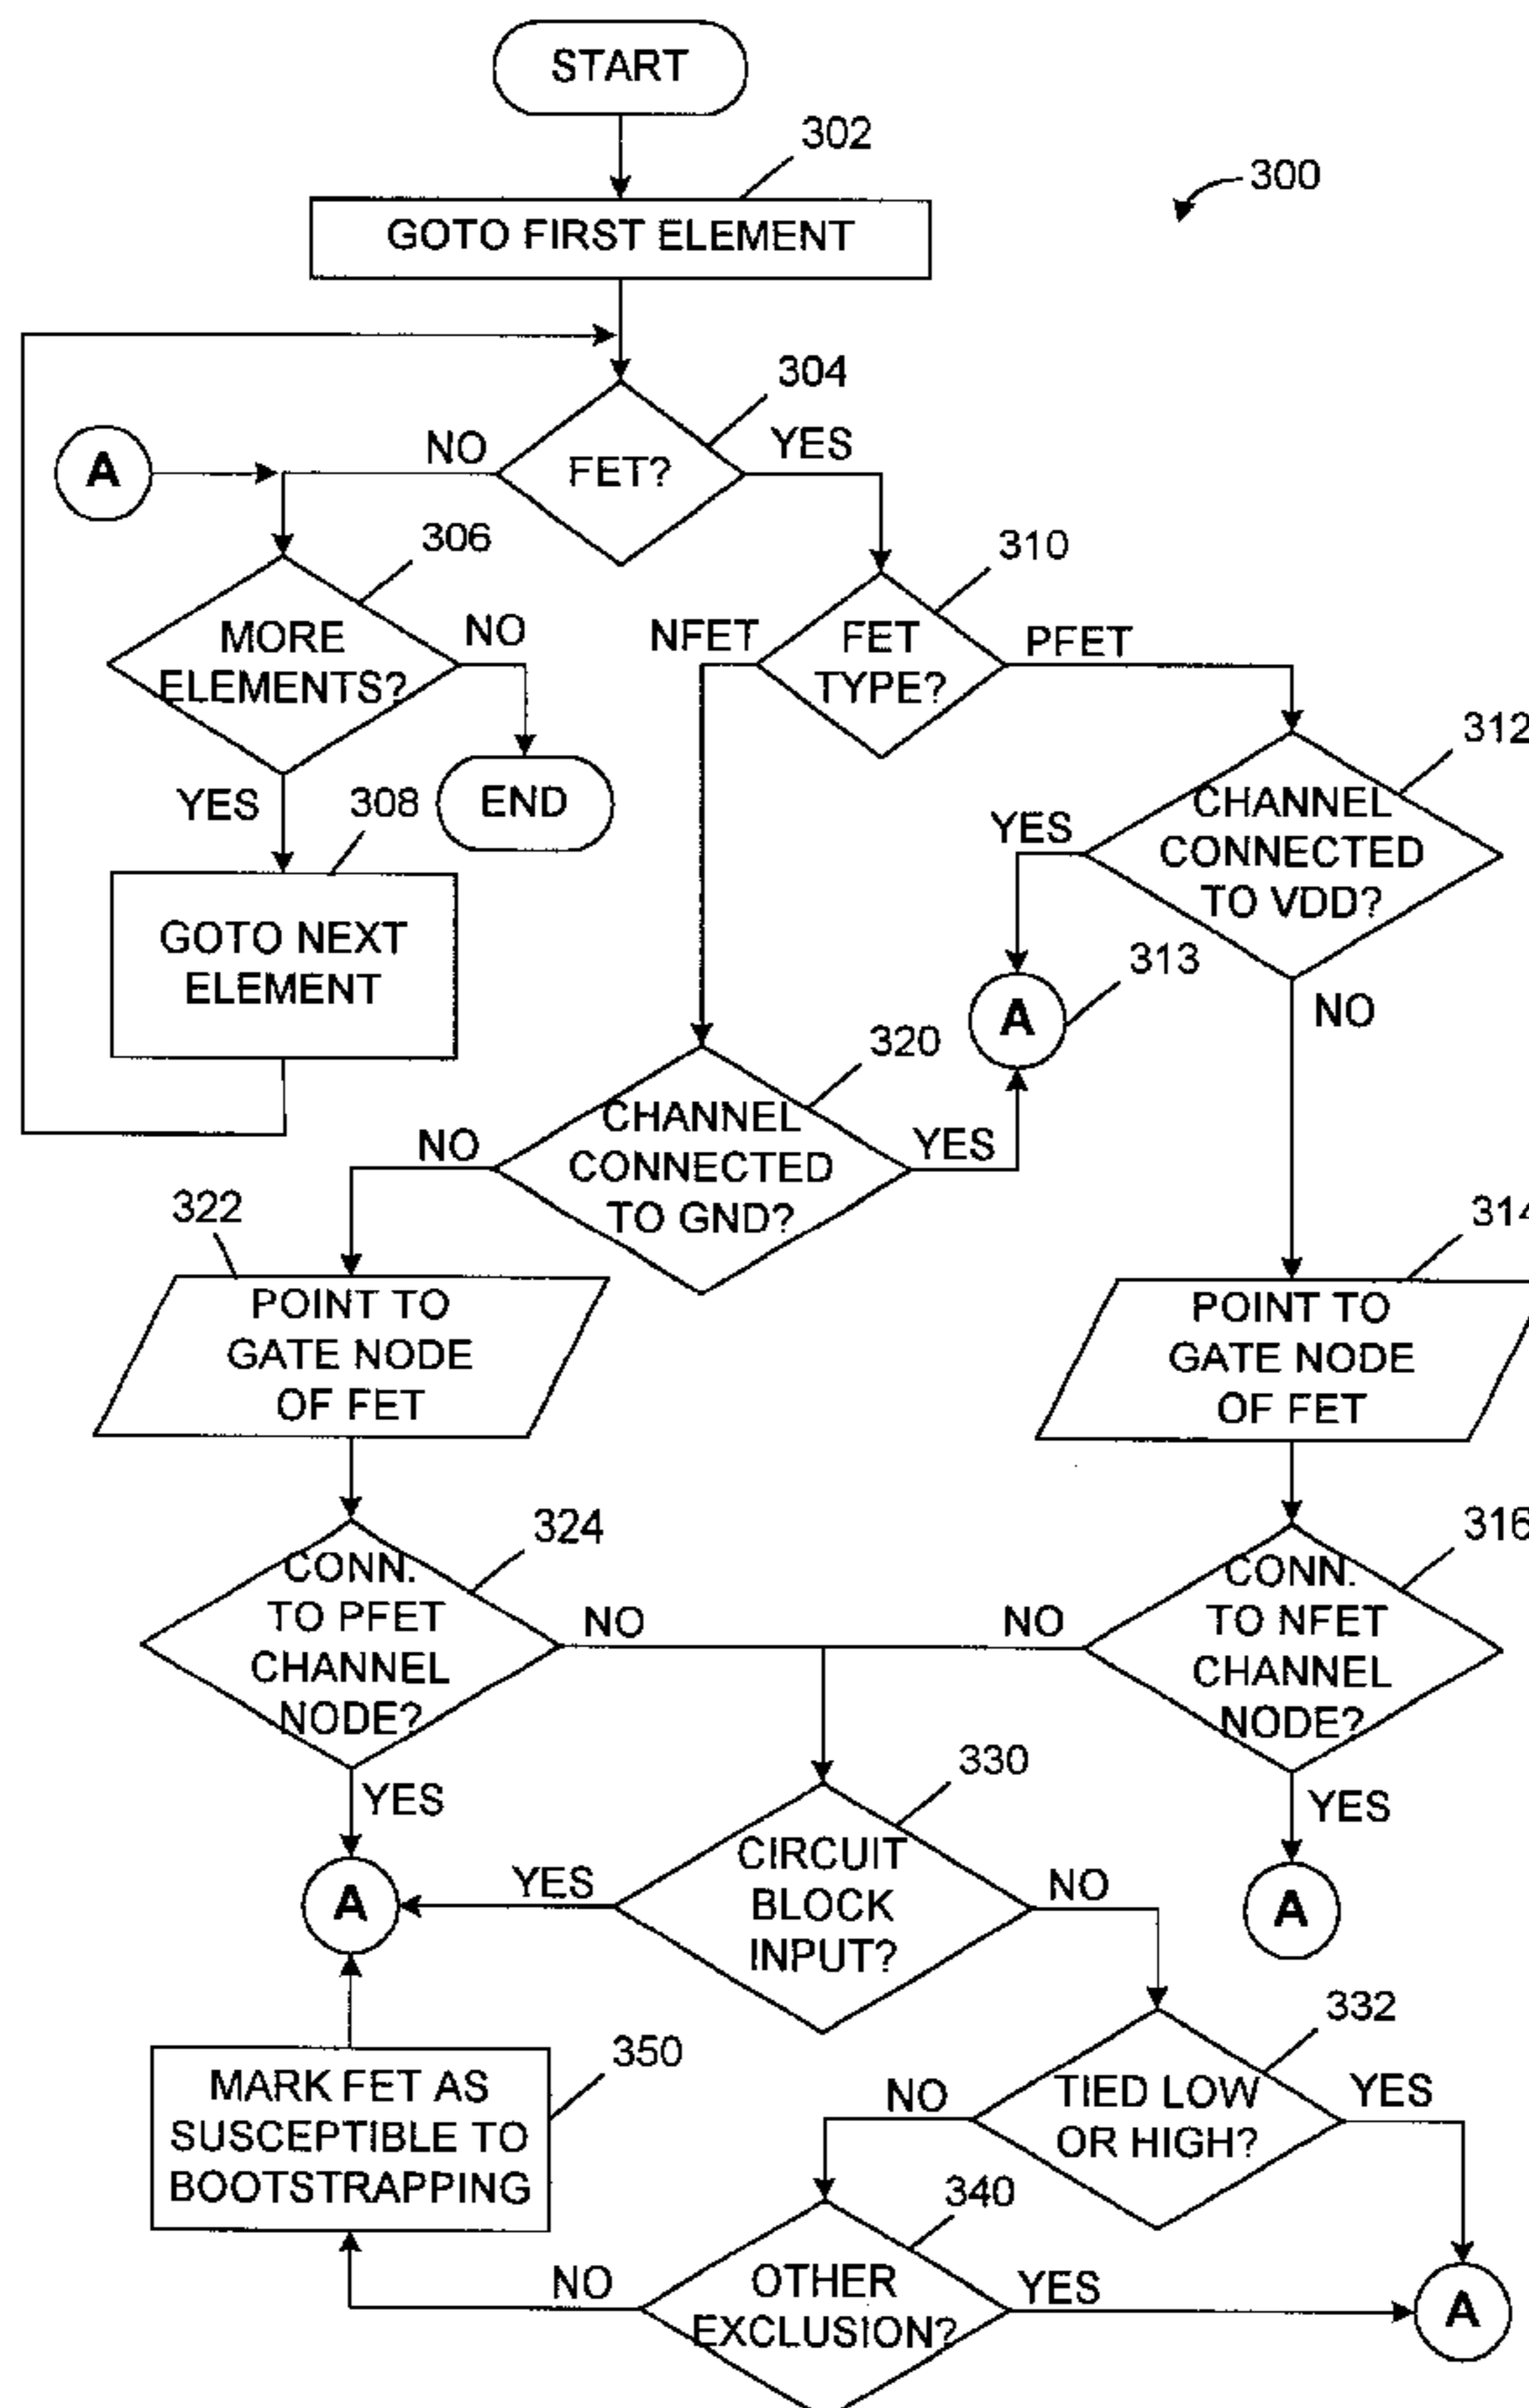 START
302
300
GOTO FIRST ELEMENT
304
NO
YES
A
FET?
306
310
MORE
ELEMENTS?
NO
NFET
FET
TYPE?
PFET
312
YES
308
END
YES
CHANNEL
CONNECTED
TO VDD?
GOTO NEXT
ELEMENT
313
A
NO
320
CHANNEL
CONNECTED
TO GND?
NO
YES
322
314
POINT TO
GATE NODE
OF FET
POINT TO
GATE NODE
OF FET
324
316
CONN.
TO PFET
CHANNEL
NODE?
NO
NO
CONN.
TO NFET
CHANNEL
NODE?
YES
330
YES
A
YES
CIRCUIT
BLOCK
INPUT?
NO
A
332
350
MARK FET AS
SUSCEPTIBLE TO
BOOTSTRAPPING
NO
TIED LOW
OR HIGH?
YES
340
NO
OTHER
EXCLUSION?
YES
A